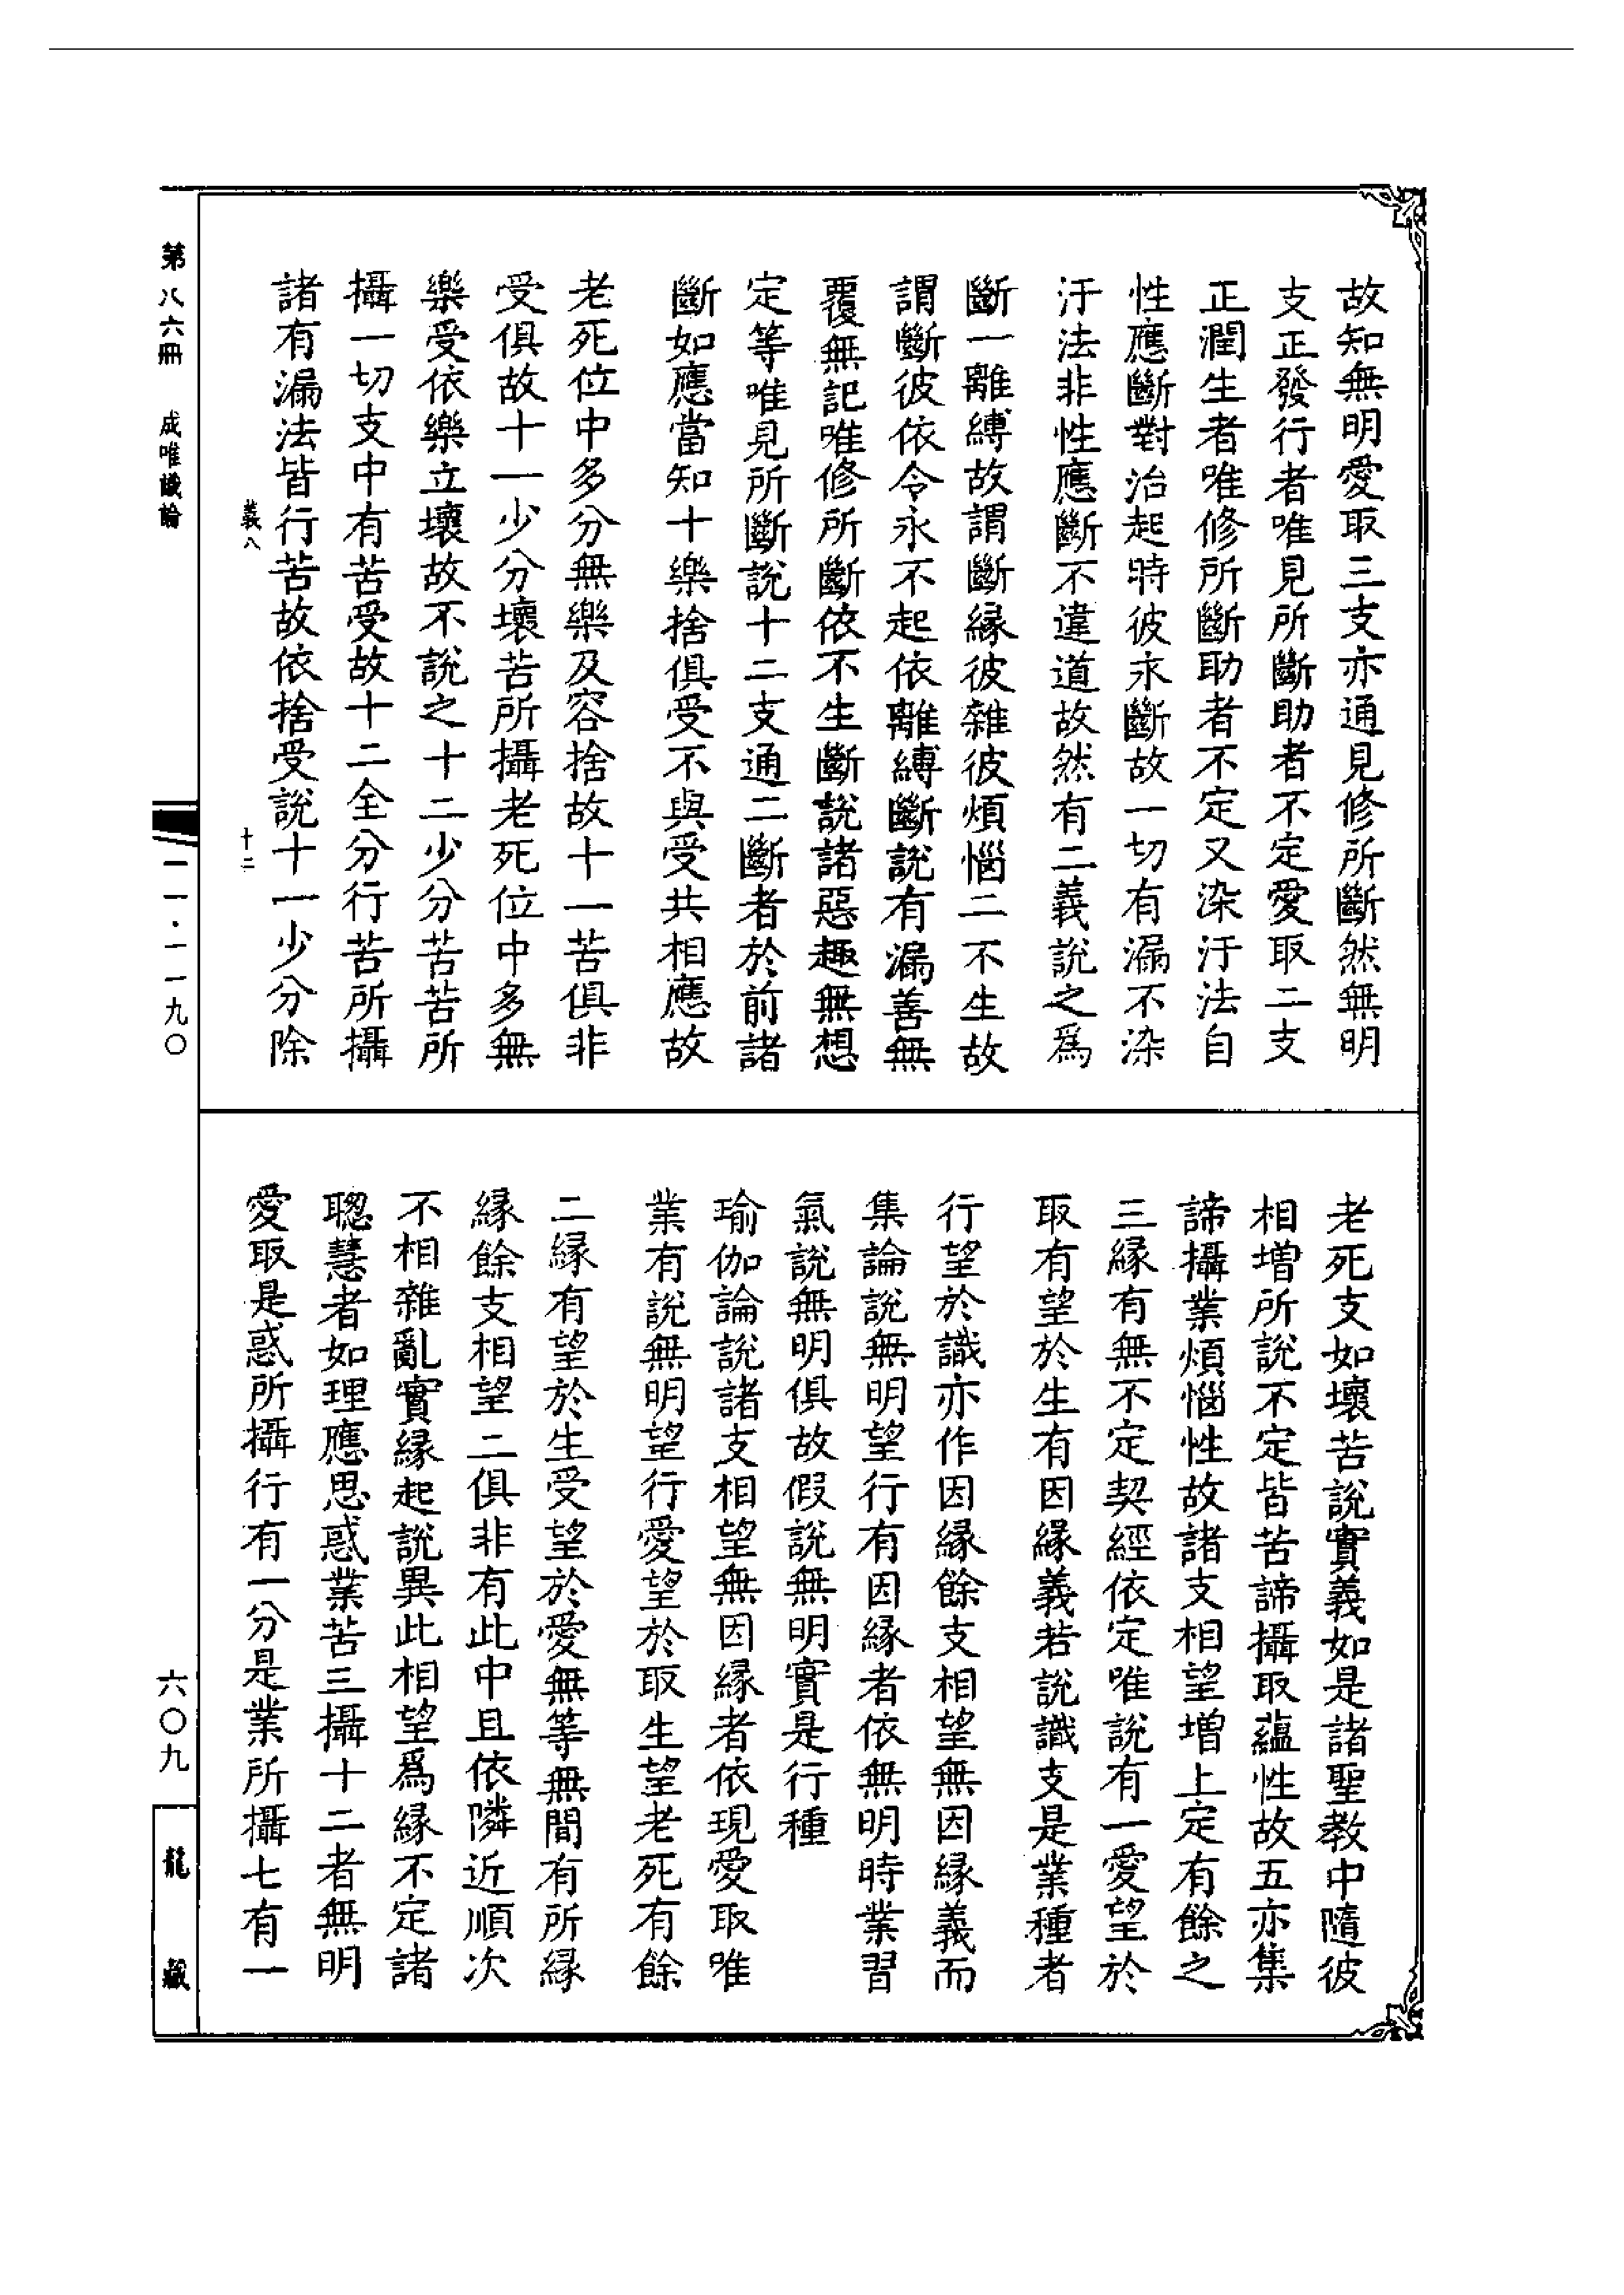 故知無明愛取三支亦通見修所斷然無明
支正發行者唯見所斷助者不定愛取二支
正潤生者唯修所斷助者不定又染汙法自
性應斷對治起時彼永斷故一切有漏不染
汙法非性應斷不違道故然有二義說之為
斷一離縛故謂斷緣彼雜彼煩惱二不生故
謂斷彼依令永不起依離縛斷說有漏善無
覆無記唯修所斷依不生斷說諸惡趣無想
定等唯見所斷說十二支通二斷者於前諸
斷如應當知十樂捨俱受不與受共相應故
老死位中多分無樂及容捨故十一苦俱非
受俱故十一少分壞苦所攝老死位中多無
樂受依樂立壞故不說之十二少分苦苦所
攝一切支中有苦受故十二全分行苦所攝
諸有漏法皆行苦故依捨受說十一少分除
義八 十二
老死支如壞苦說實義如是諸聖教中隨彼
相增所說不定皆苦諦攝取蘊性故五亦集
諦攝業煩惱性故諸支相望增上定有餘之
三緣有無不定契經依定唯說有一愛望於
取有望於生有因緣義若說識支是業種者
行望於識亦作因緣餘支相望無因緣義而
集論說無明望行有因緣者依無明時業習
氣說無明俱故假說無明實是行種
瑜伽論說諸支相望無因緣者依現愛取唯
業有說無明望行愛望於取生望老死有餘
二緣有望於生受望於愛無等無間有所緣
緣餘支相望二俱非有此中且依隣近順次
不相雜亂實緣起說異此相望為緣不定諸
聰慧者如理應思惑業苦三攝十二者無明
愛取是惑所攝行有一分是業所攝七有一
第八六冊 成唯識論
一一·一一九〇
六〇九
龍藏